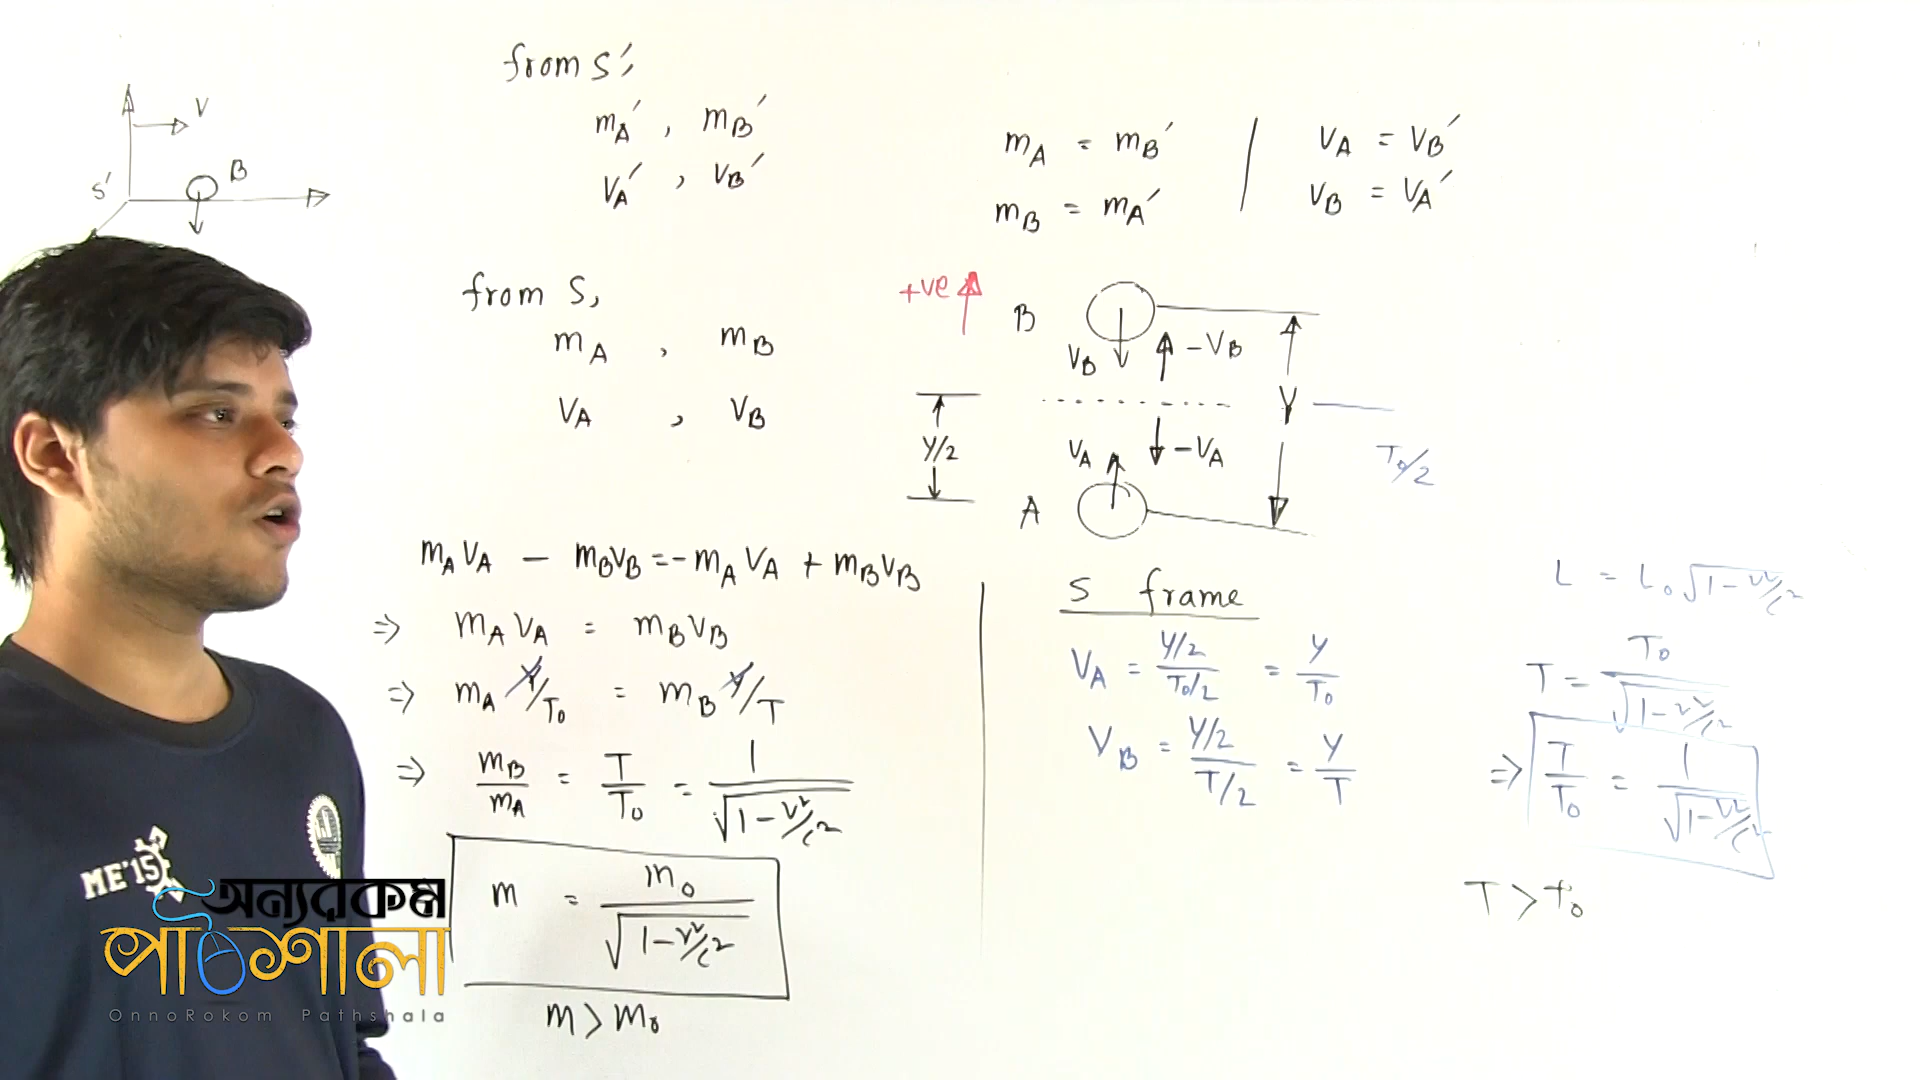 from S',
m_A' , m_B'
V_A' , V_B'
V
S'
B
m_A = m_B'
m_B = m_A'
V_A = V_B'
V_B = V_A'
from S,
m_A , m_B
V_A , V_B
+ve
B
V_B
-V_B
Y/2
Y
V_A
-V_A
T₀/2
A
m_A V_A - m_B V_B = - m_A V_A + m_B V_B
⇒ m_A V_A = m_B V_B
⇒ m_A Y/T₀ = m_B Y/T
⇒ m_B/m_A = T/T₀ = 1/√(1-v²/c²)
m = m₀/√(1-v²/c²)
m > m₀
S frame
V_A = (Y/2)/(T₀/2) = Y/T₀
V_B = (Y/2)/(T/2) = Y/T
L = L₀√(1-v²/c²)
T = T₀/√(1-v²/c²)
⇒ T/T₀ = 1/√(1-v²/c²)
T > t₀
ME'15
অন্যরকম
পাঠশালা
OnnoRokom Pathshala